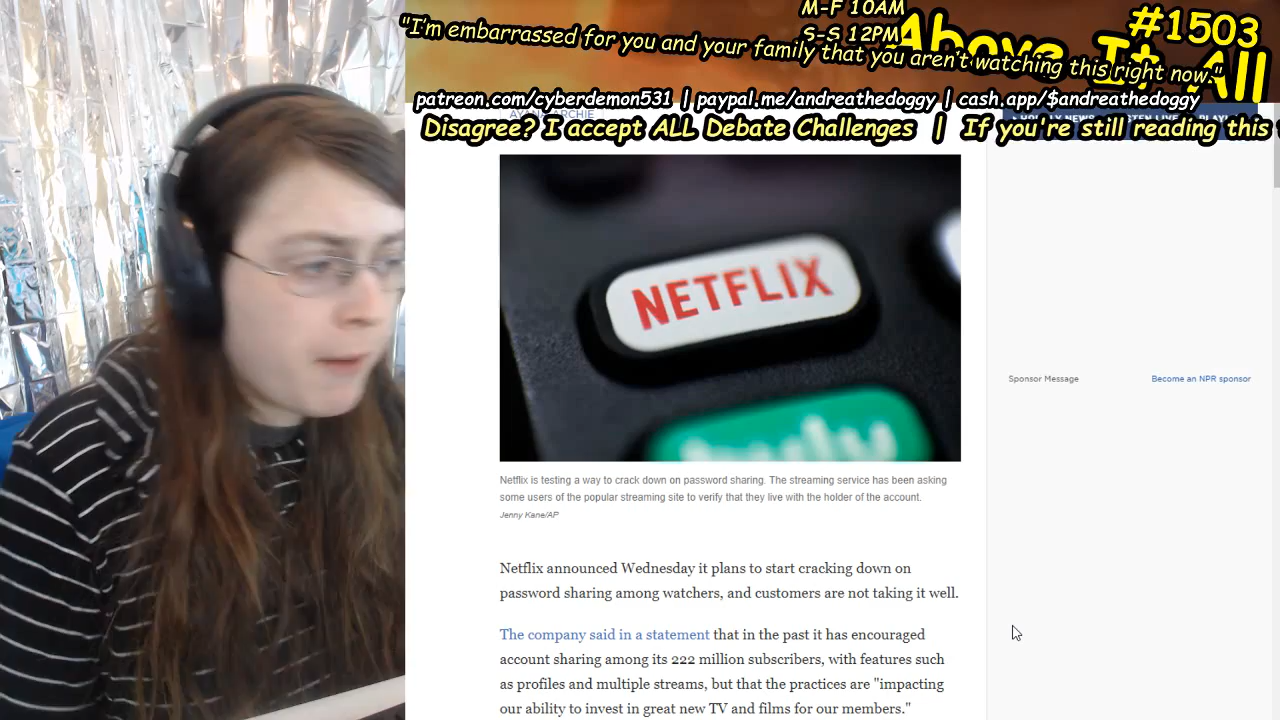 M-F 10AM
S-S 12PM
Above It All
#1503
"I'm embarrassed for you and your family that you aren't watching this right now."
patreon.com/cyberdemon531 | paypal.me/andreathedoggy | cash.app/$andreathedoggy
Disagree? I accept ALL Debate Challenges | If you're still reading this
NETFLIX
hulu
Sponsor Message
Become an NPR sponsor
Netflix is testing a way to crack down on password sharing. The streaming service has been asking
some users of the popular streaming site to verify that they live with the holder of the account.
Jenny Kane/AP
Netflix announced Wednesday it plans to start cracking down on
password sharing among watchers, and customers are not taking it well.
The company said in a statement that in the past it has encouraged
account sharing among its 222 million subscribers, with features such
as profiles and multiple streams, but that the practices are "impacting
our ability to invest in great new TV and films for our members."